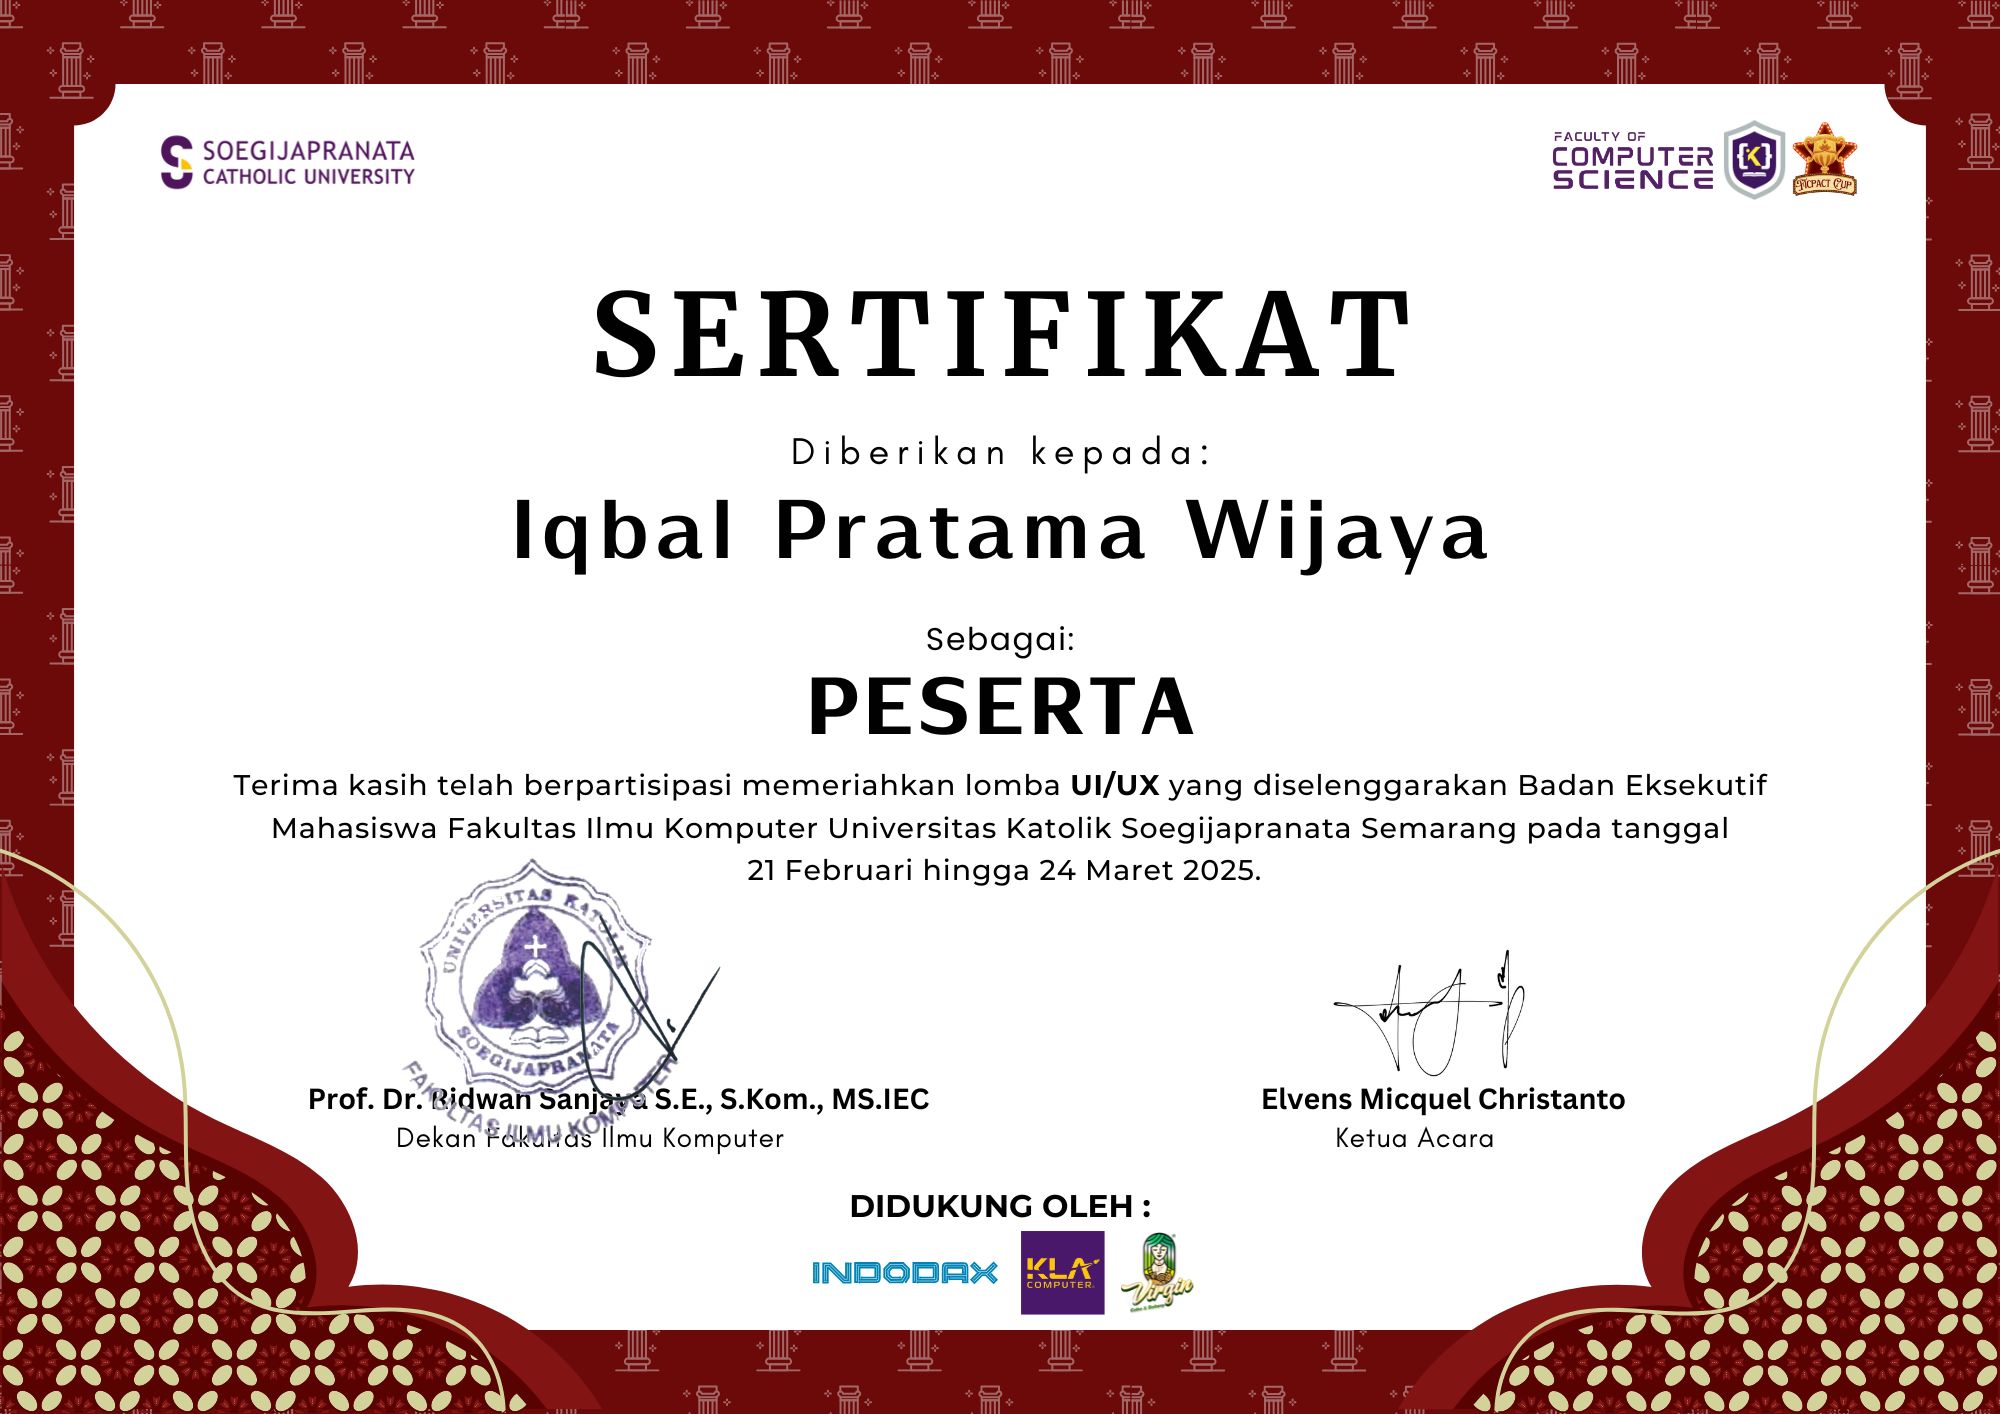 SOEGIJAPRANATA
CATHOLIC UNIVERSITY
FACULTY OF
COMPUTER
SCIENCE
{K}
FICPACT CUP
SERTIFIKAT
Diberikan kepada:
Iqbal Pratama Wijaya
Sebagai:
PESERTA
Terima kasih telah berpartisipasi memeriahkan lomba UI/UX yang diselenggarakan Badan Eksekutif
Mahasiswa Fakultas Ilmu Komputer Universitas Katolik Soegijapranata Semarang pada tanggal
21 Februari hingga 24 Maret 2025.
UNIVERSITAS KATOLIK
SOEGIJAPRANATA
FAKULTAS ILMU KOMPUTER
Prof. Dr. Ridwan Sanjaya S.E., S.Kom., MS.IEC
Dekan Fakultas Ilmu Komputer
Elvens Micquel Christanto
Ketua Acara
DIDUKUNG OLEH :
INDODAX
KLA
COMPUTER
Virgin
Cake & Bakery